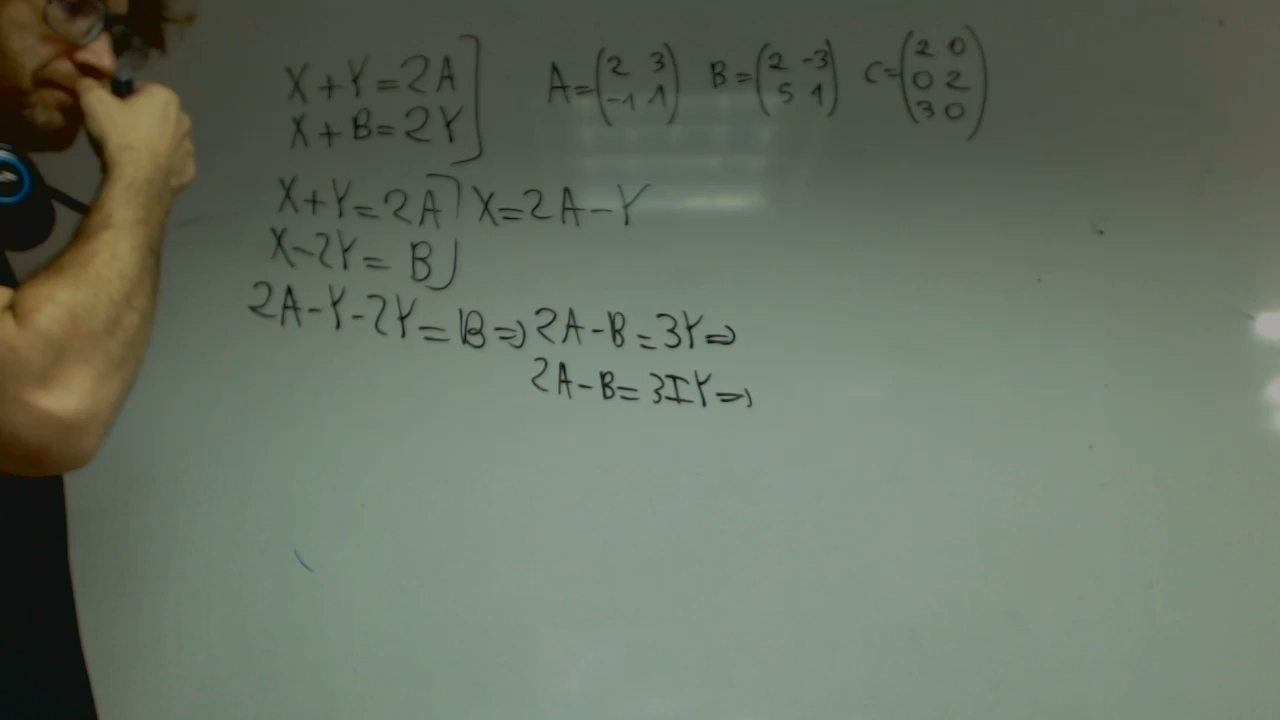 X+Y=2A] A=(2 3 / -1 1) B=(2 -3 / 5 1) C=(2 0 / 0 2 / 3 0)
X+B=2Y]
X+Y=2A] X=2A-Y
X-2Y= B]
2A-Y-2Y=B⇒2A-B=3Y⇒
2A-B=3IY⇒